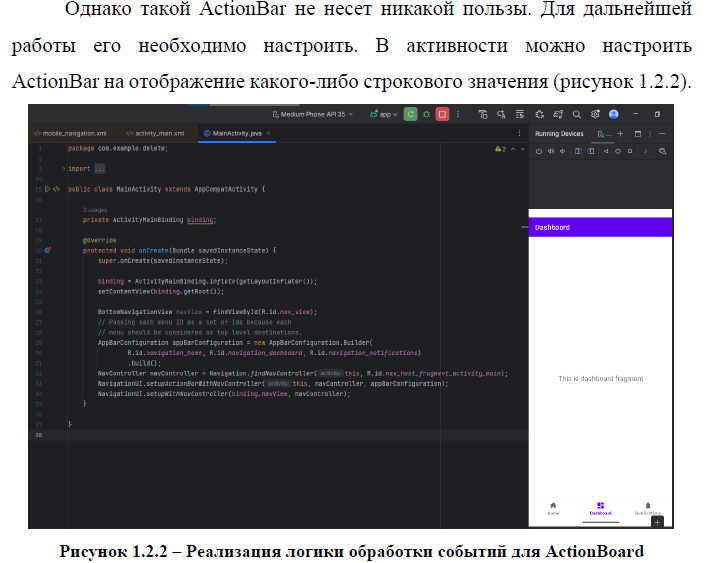 Однако такой ActionBar не несет никакой пользы. Для дальнейшей
работы его необходимо настроить. В активности можно настроить
ActionBar на отображение какого-либо строкового значения (рисунок 1.2.2).
Medium Phone API 35
app
mobile_navigation.xml
activity_main.xml
MainActivity.java
Running Devices
package com.example.delete;
2
import ...
public class MainActivity extends AppCompatActivity {
3 usages
private ActivityMainBinding binding;
@Override
protected void onCreate(Bundle savedInstanceState) {
super.onCreate(savedInstanceState);
binding = ActivityMainBinding.inflate(getLayoutInflater());
setContentView(binding.getRoot());
BottomNavigationView navView = findViewById(R.id.nav_view);
// Passing each menu ID as a set of Ids because each
// menu should be considered as top level destinations.
AppBarConfiguration appBarConfiguration = new AppBarConfiguration.Builder(
R.id.navigation_home, R.id.navigation_dashboard, R.id.navigation_notifications)
.build();
NavController navController = Navigation.findNavController( activity: this, R.id.nav_host_fragment_activity_main);
NavigationUI.setupActionBarWithNavController( activity: this, navController, appBarConfiguration);
NavigationUI.setupWithNavController(binding.navView, navController);
}
}
Dashboard
This is dashboard fragment
Home
Dashboard
Notifications
Рисунок 1.2.2 – Реализация логики обработки событий для ActionBoard